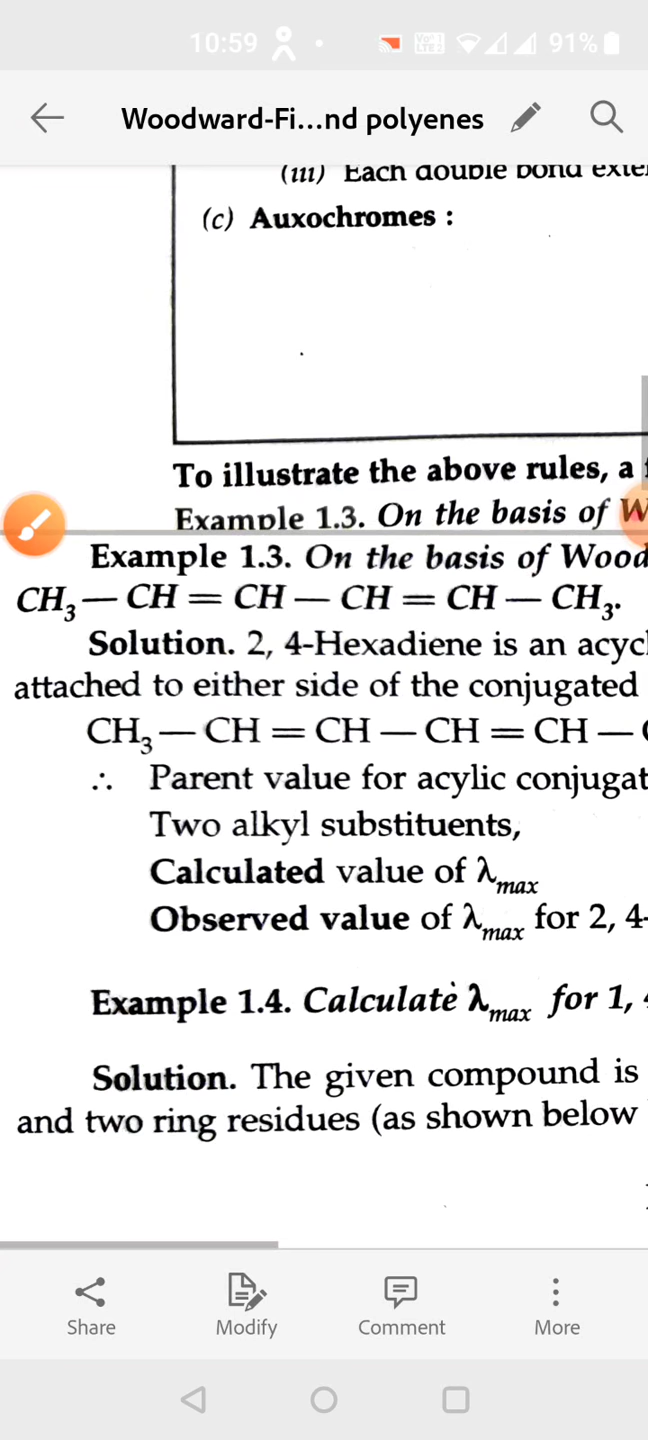 10:59
VoD LTE 91%
Woodward-Fi...nd polyenes
(iii) Each double bond exte
(c) Auxochromes :
To illustrate the above rules, a
Example 1.3. On the basis of W
Example 1.3. On the basis of Wood
CH₃ — CH = CH — CH = CH — CH₃.
Solution. 2, 4-Hexadiene is an acycl
attached to either side of the conjugated
CH₃ — CH = CH — CH = CH — C
∴ Parent value for acylic conjugat
Two alkyl substituents,
Calculated value of λmax
Observed value of λmax for 2, 4-
Example 1.4. Calculate λmax for 1, 4
Solution. The given compound is
and two ring residues (as shown below
Share Modify Comment More